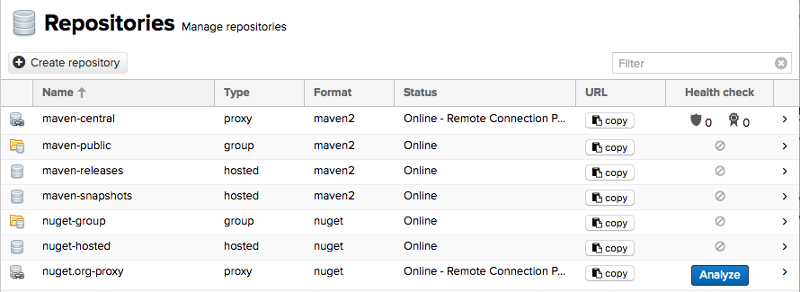 Repositories Manage repositories
Create repository Filter
Name Type Format Status URL Health check
maven-central proxy maven2 Online - Remote Connection P... copy 0 0
maven-public group maven2 Online copy
maven-releases hosted maven2 Online copy
maven-snapshots hosted maven2 Online copy
nuget-group group nuget Online copy
nuget-hosted hosted nuget Online copy
nuget.org-proxy proxy nuget Online - Remote Connection P... copy Analyze